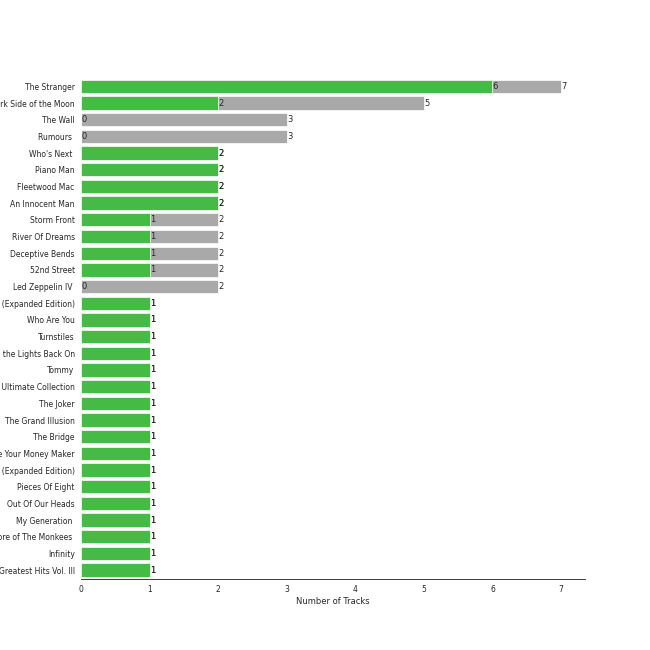 The Stranger 6 7
rk Side of the Moon 2 5
The Wall 0 3
Rumours 0 3
Who's Next 2
Piano Man 2
Fleetwood Mac 2
An Innocent Man 2
Storm Front 1 2
River Of Dreams 1 2
Deceptive Bends 1 2
52nd Street 1 2
Led Zeppelin IV 0 2
(Expanded Edition) 1
Who Are You 1
Turnstiles 1
the Lights Back On 1
Tommy 1
Ultimate Collection 1
The Joker 1
The Grand Illusion 1
The Bridge 1
e Your Money Maker 1
(Expanded Edition) 1
Pieces Of Eight 1
Out Of Our Heads 1
My Generation 1
ore of The Monkees 1
Infinity 1
Greatest Hits Vol. III 1
0 1 2 3 4 5 6 7
Number of Tracks